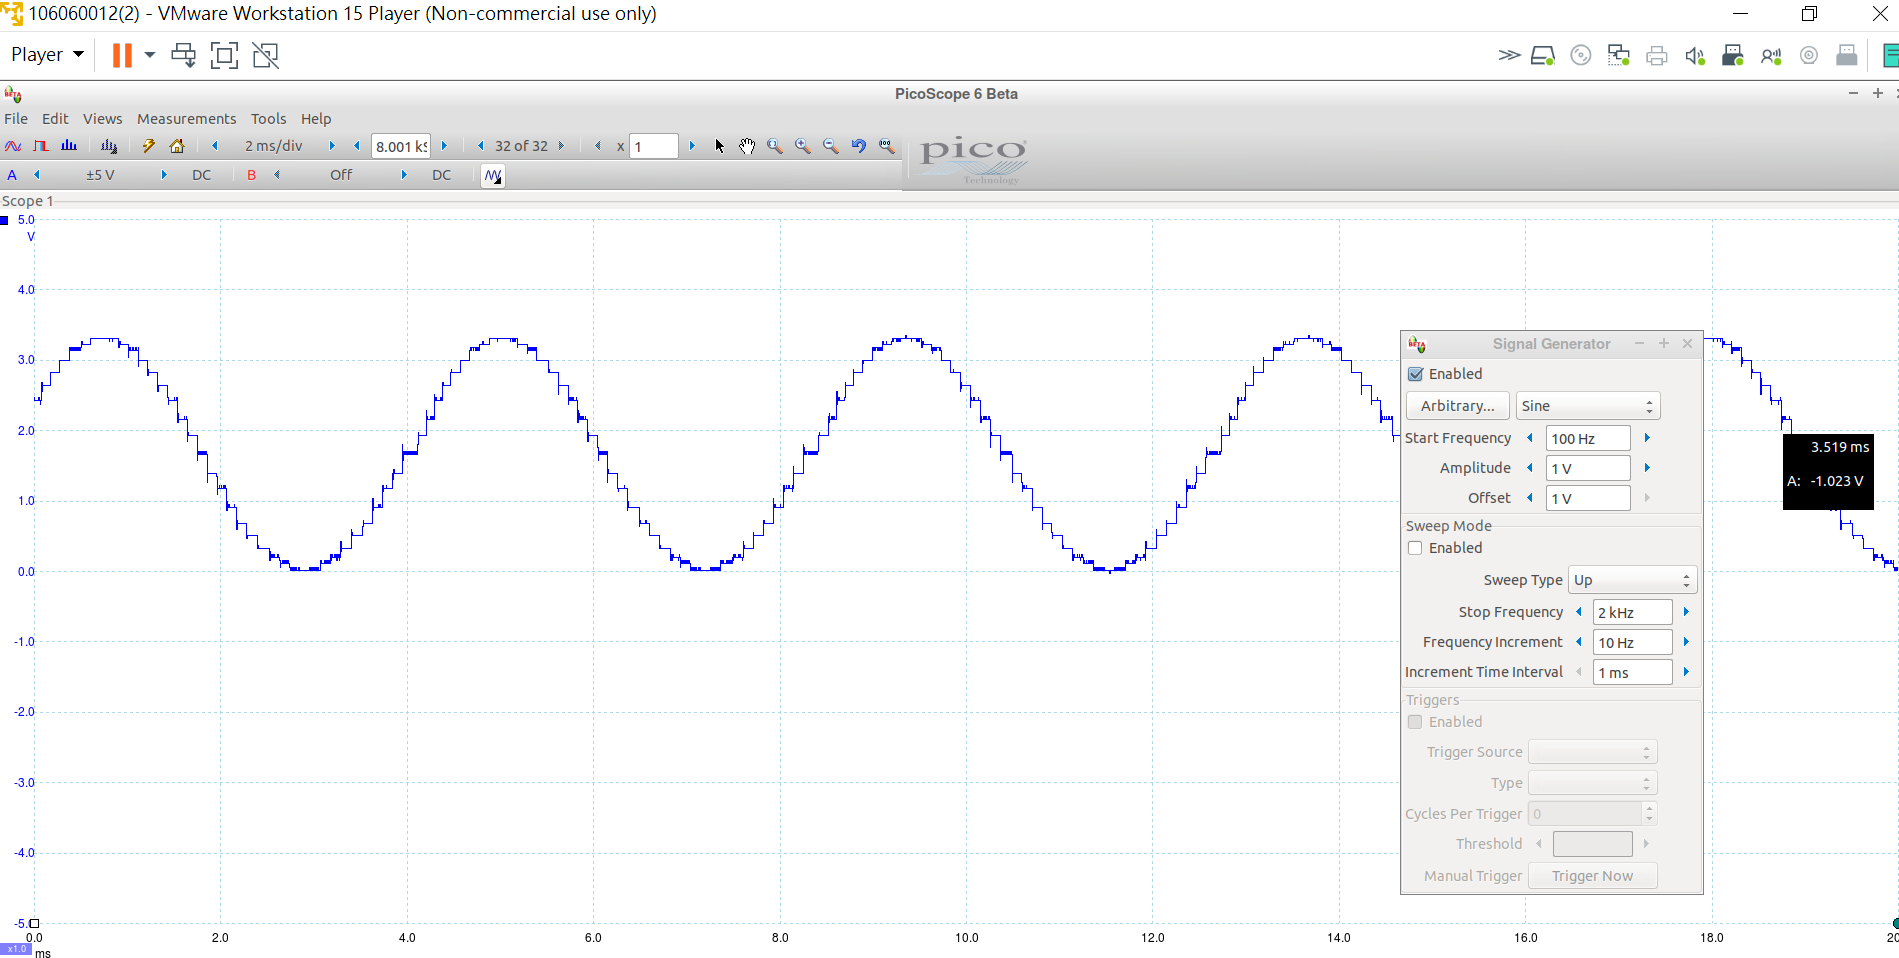 106060012(2) - VMware Workstation 15 Player (Non-commercial use only)
Player
PicoScope 6 Beta
File Edit Views Measurements Tools Help
2 ms/div 8.001 kS 32 of 32 x 1
pico
Technology
A ±5 V DC B Off DC
Scope 1
5.0
V
4.0
3.0
2.0
1.0
0.0
-1.0
-2.0
-3.0
-4.0
-5.0
x1.0
0.0 2.0 4.0 6.0 8.0 10.0 12.0 14.0 16.0 18.0 20
ms
BETA
Signal Generator
Enabled
Arbitrary... Sine
Start Frequency 100 Hz
Amplitude 1 V
Offset 1 V
Sweep Mode
Enabled
Sweep Type Up
Stop Frequency 2 kHz
Frequency Increment 10 Hz
Increment Time Interval 1 ms
Triggers
Enabled
Trigger Source
Type
Cycles Per Trigger 0
Threshold
Manual Trigger Trigger Now
3.519 ms
A: -1.023 V